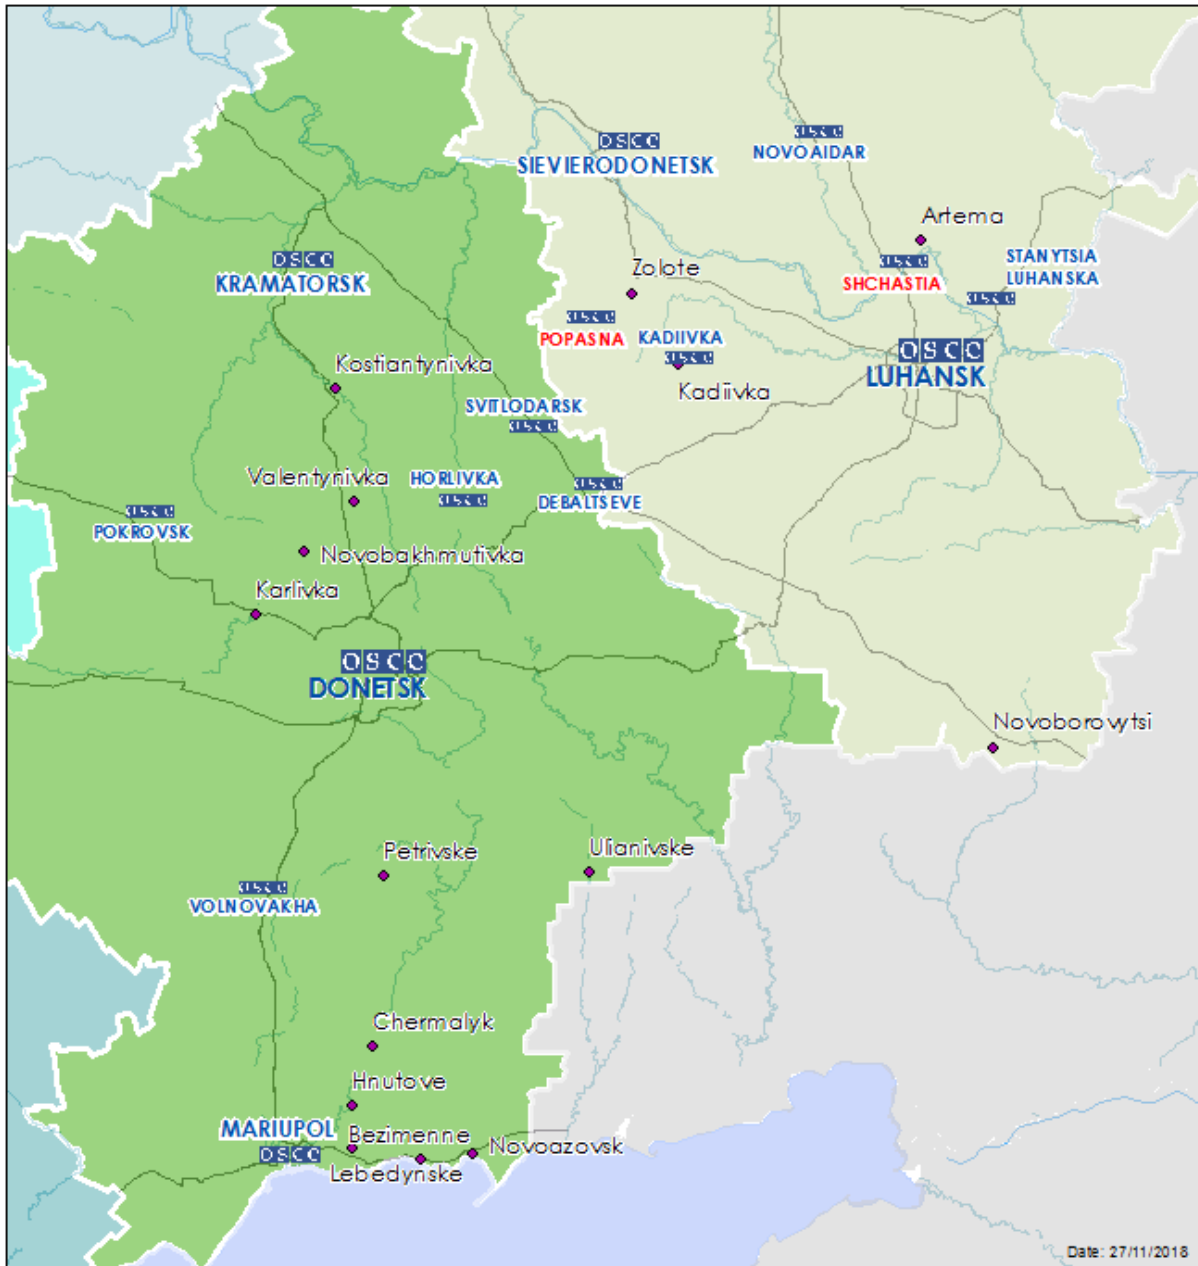 OSCE
NOVOAIDAR
OSCE
SIEVIERODONETSK
Artema
OSCE
SHCHASTIA
STANYTSIA
LUHANSKA
OSCE
OSCE
KRAMATORSK
Zolote
OSCE
POPASNA
KADIIVKA
OSCE
Kadiivka
OSCE
LUHANSK
Kostiantynivka
SVITLODARSK
OSCE
Valentynivka
HORLIVKA
OSCE
OSCE
DEBALTSEVE
OSCE
POKROVSK
Novobakhmutivka
Karlivka
OSCE
DONETSK
Novoborovytsi
Petrivske
Ulianivske
OSCE
VOLNOVAKHA
Chermalyk
Hnutove
MARIUPOL
OSCE
Bezimenne
Novoazovsk
Lebedynske
Date: 27/11/2018